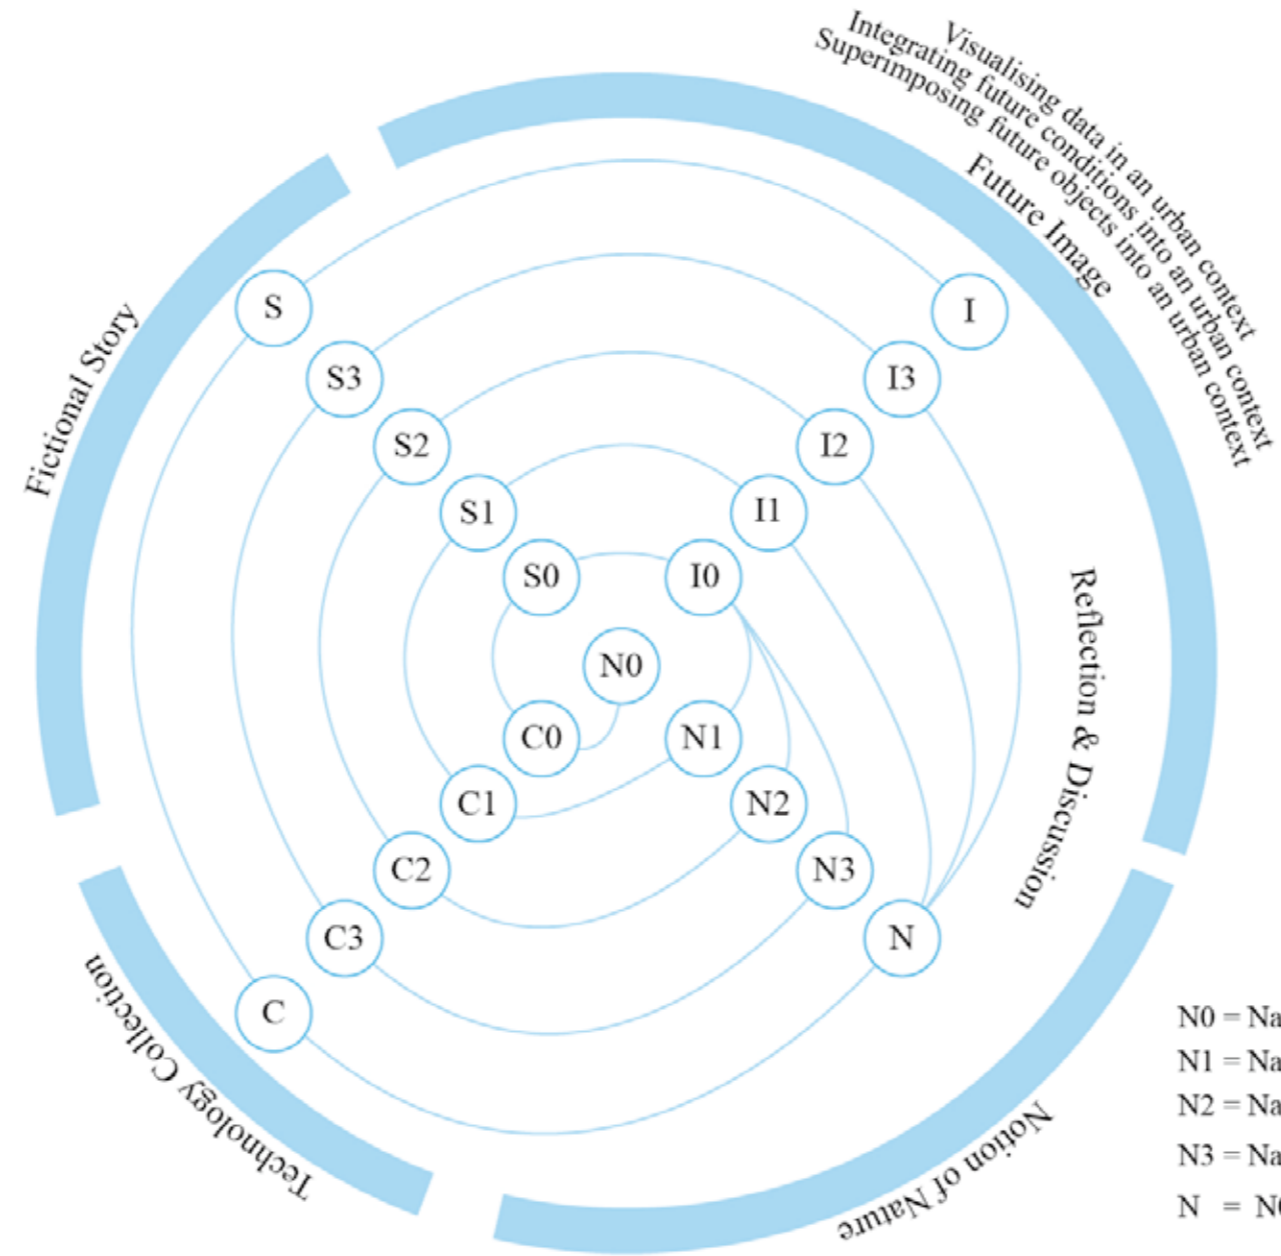 Visualising data in an urban context
Integrating future conditions into an urban context
Superimposing future objects into an urban context
Future Image
Fictional Story
S
I
S3
I3
S2
I2
S1
I1
S0
I0
N0
Reflection & Discussion
C0
N1
C1
N2
C2
N3
C3
N
C
Technology Collection
Notion of Nature
N0 = Na
N1 = Na
N2 = Na
N3 = Na
N = N0